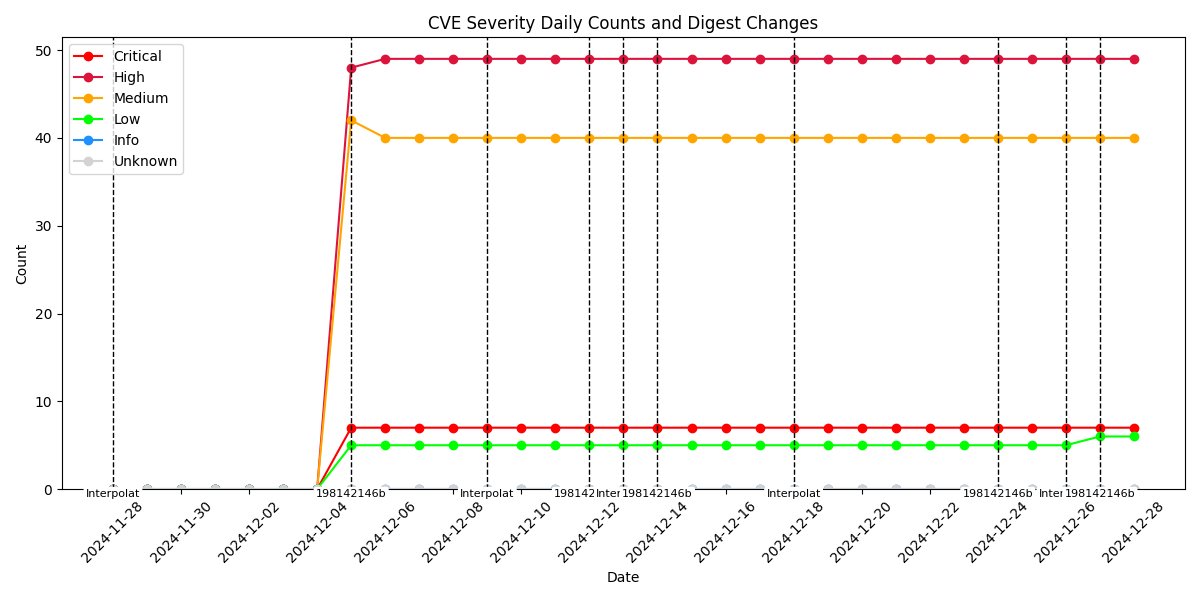 CVE Severity Daily Counts and Digest Changes
Critical
High
Medium
Low
Info
Unknown
50
40
30
20
10
0
Count
Interpolat
198142146b
Interpolat
198142
Inter
198142146b
Interpolat
198142146b
Inter
198142146b
2024-11-28
2024-11-30
2024-12-02
2024-12-04
2024-12-06
2024-12-08
2024-12-10
2024-12-12
2024-12-14
2024-12-16
2024-12-18
2024-12-20
2024-12-22
2024-12-24
2024-12-26
2024-12-28
Date